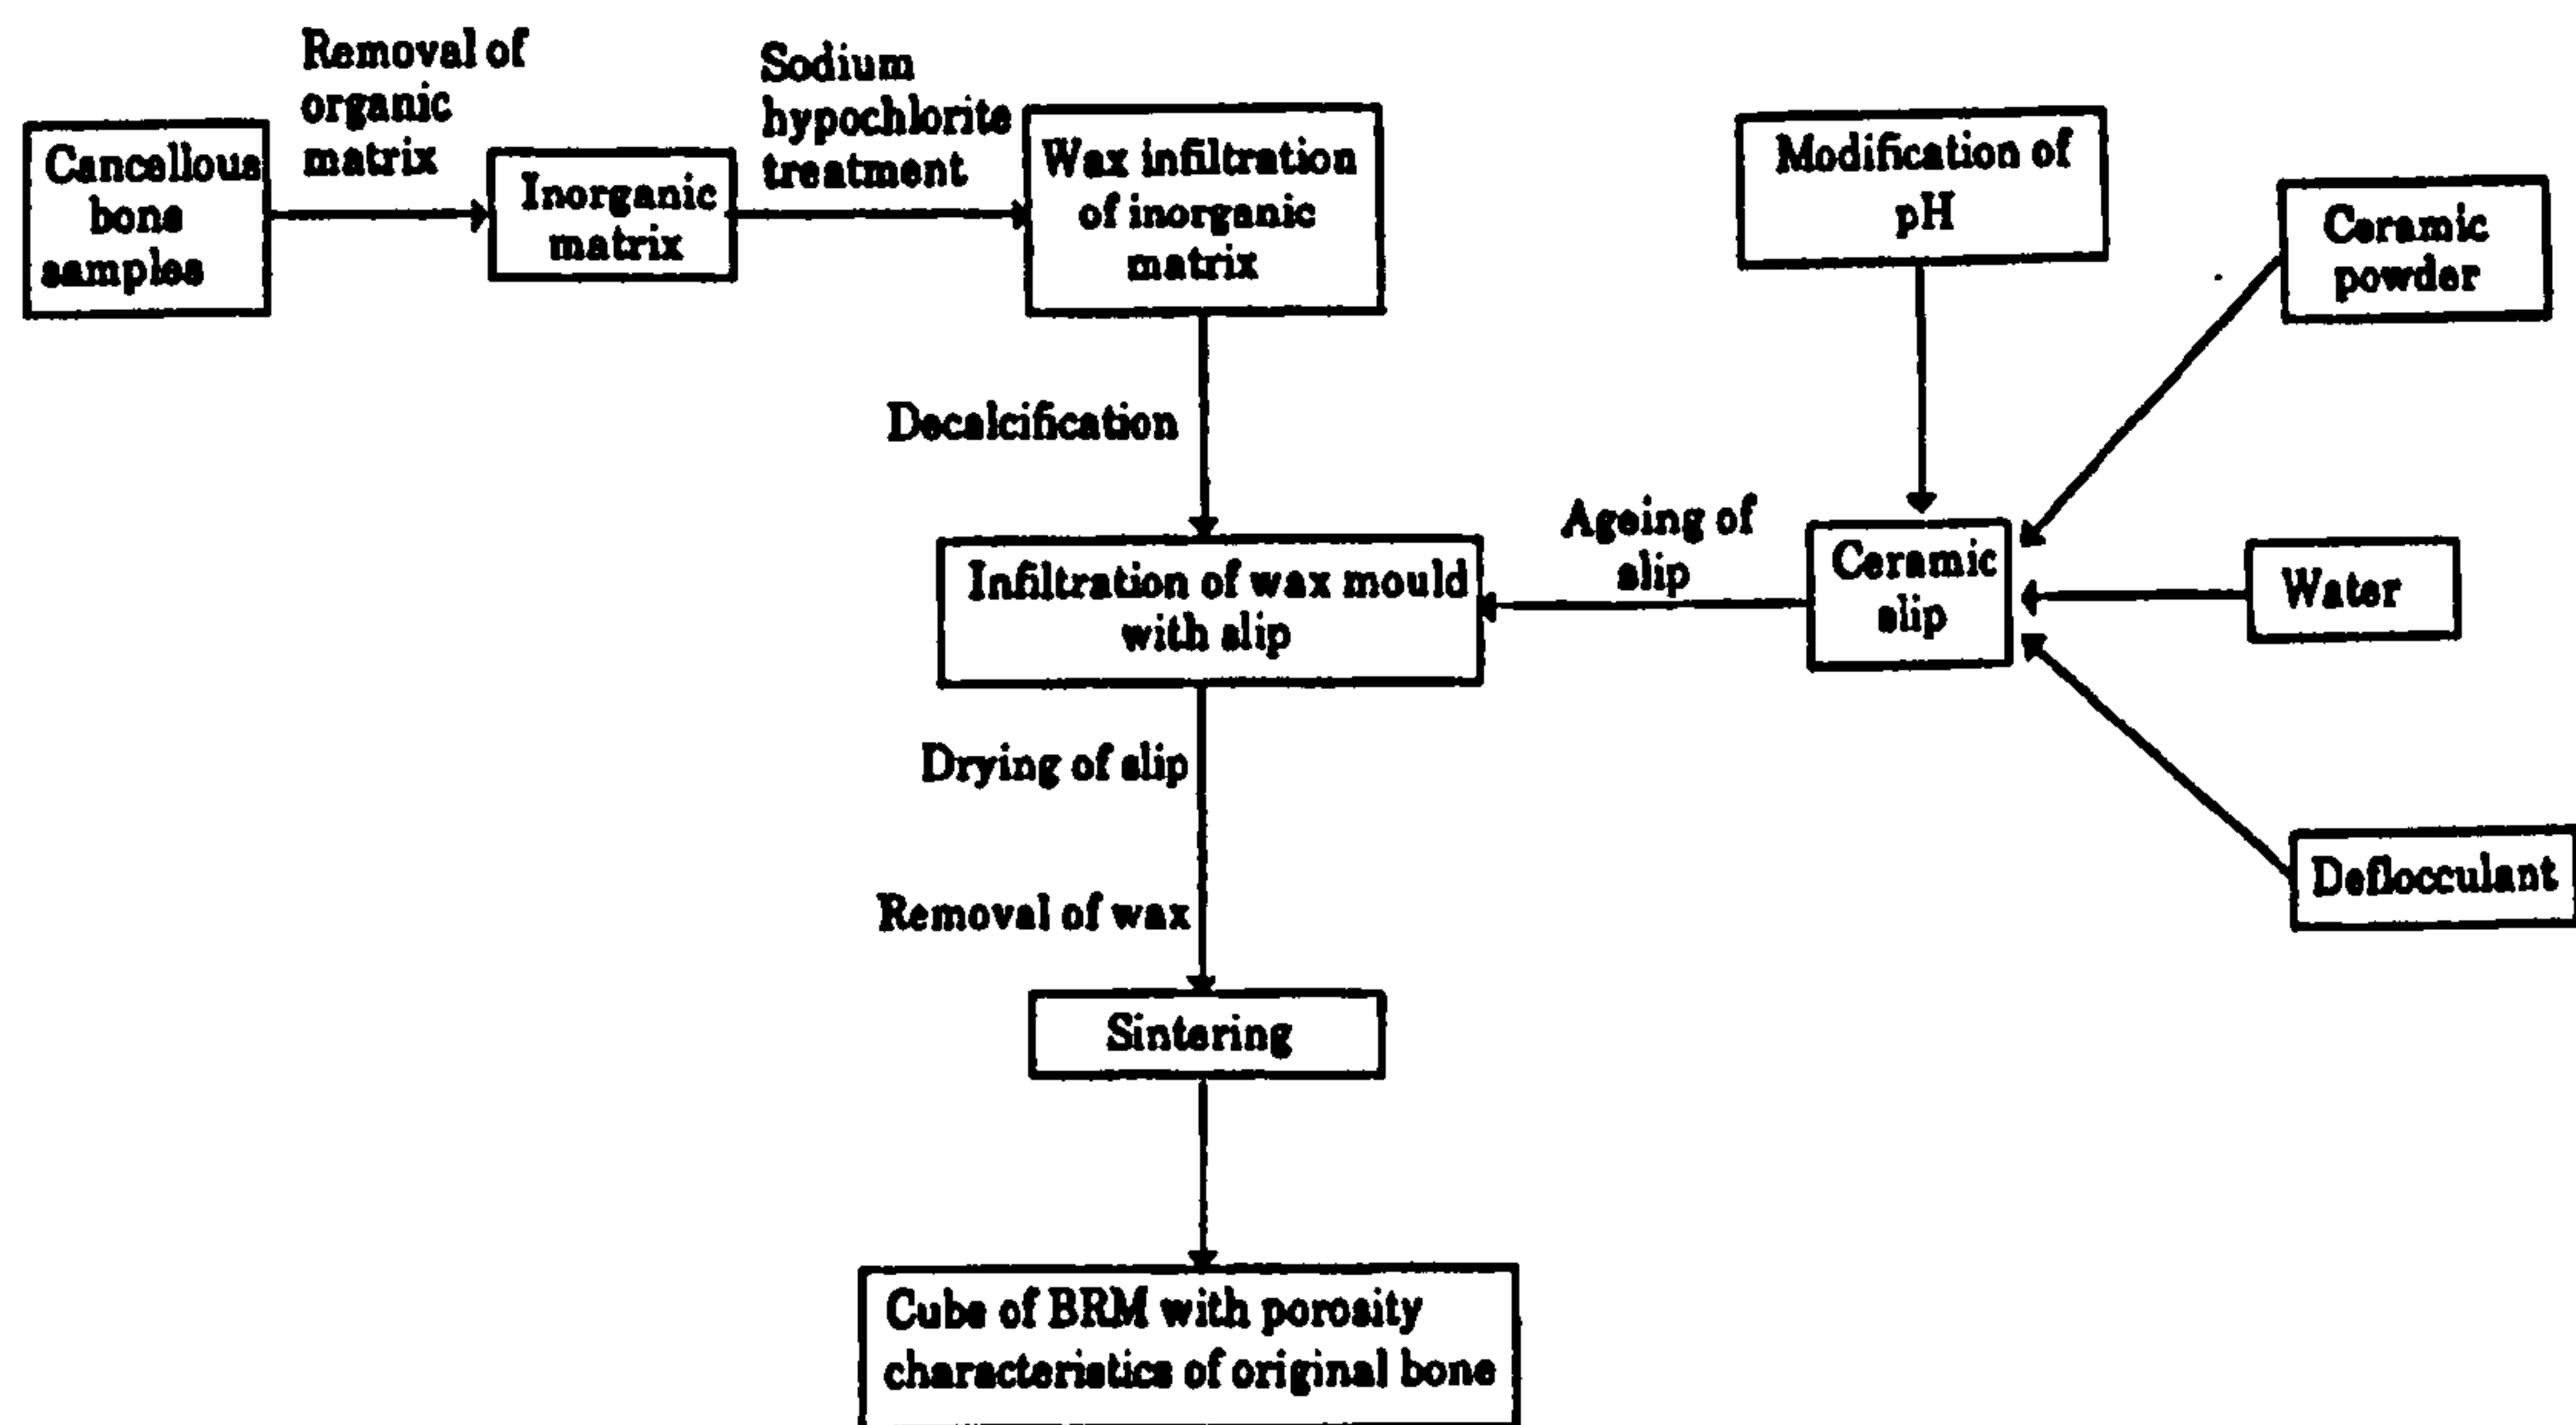 Cancellous
bone
samples
Removal of
organic
matrix
Inorganic
matrix
Sodium
hypochlorite
treatment
Wax infiltration
of inorganic
matrix
Modification of
pH
Ceramic
powder
Decalcification
Infiltration of wax mould
with slip
Ageing of
slip
Ceramic
slip
Water
Deflocculant
Drying of slip
Removal of wax
Sintering
Cube of BRM with porosity
characteristics of original bone